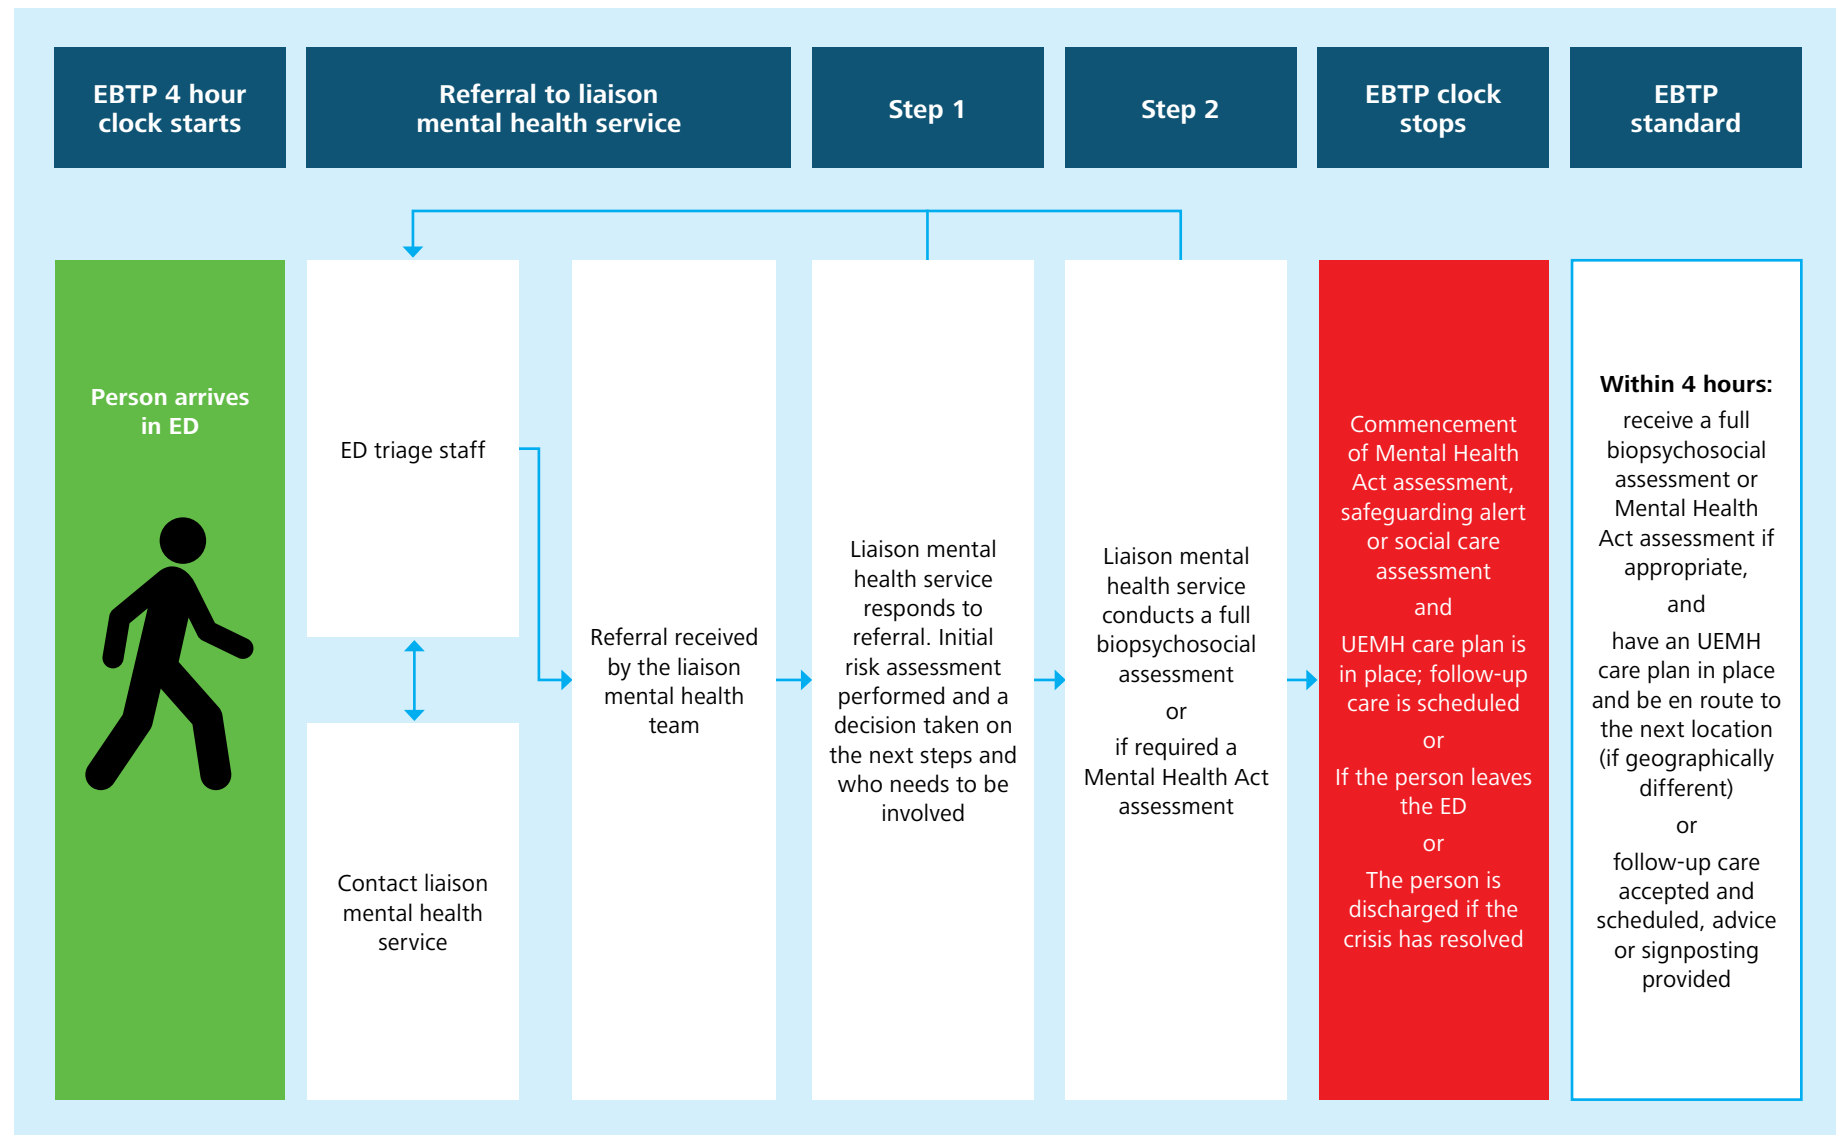 EBTP 4 hour
clock starts
Referral to liaison
mental health service
Step 1
Step 2
EBTP clock
stops
EBTP
standard
Person arrives
in ED
ED triage staff
Contact liaison
mental health
service
Referral received
by the liaison
mental health
team
Liaison mental
health service
responds to
referral. Initial
risk assessment
performed and a
decision taken on
the next steps and
who needs to be
involved
Liaison mental
health service
conducts a full
biopsychosocial
assessment
or
if required a
Mental Health Act
assessment
Commencement
of Mental Health
Act assessment,
safeguarding alert
or social care
assessment
and
UEMH care plan is
in place; follow-up
care is scheduled
or
If the person leaves
the ED
or
The person is
discharged if the
crisis has resolved
Within 4 hours:
receive a full
biopsychosocial
assessment or
Mental Health
Act assessment if
appropriate,
and
have an UEMH
care plan in place
and be en route to
the next location
(if geographically
different)
or
follow-up care
accepted and
scheduled, advice
or signposting
provided